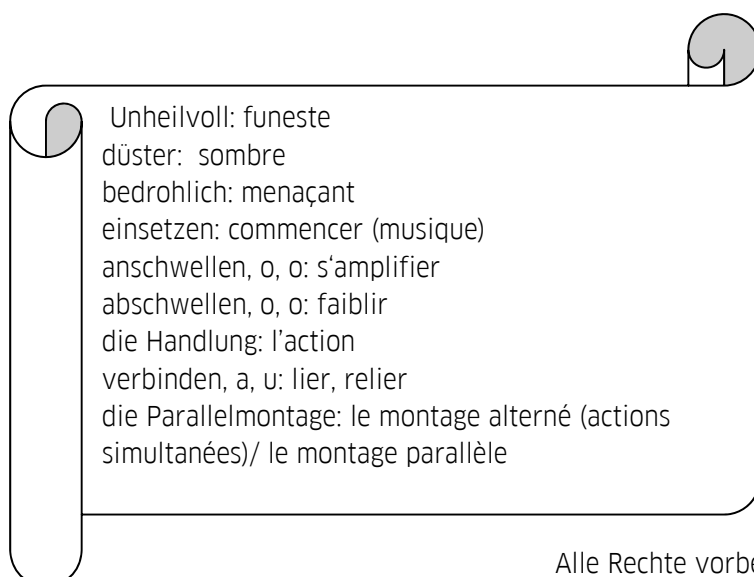 Unheilvoll: funeste
düster: sombre
bedrohlich: menaçant
einsetzen: commencer (musique)
anschwellen, o, o: s‘amplifier
abschwellen, o, o: faiblir
die Handlung: l’action
verbinden, a, u: lier, relier
die Parallelmontage: le montage alterné (actions
simultanées)/ le montage parallèle
Alle Rechte